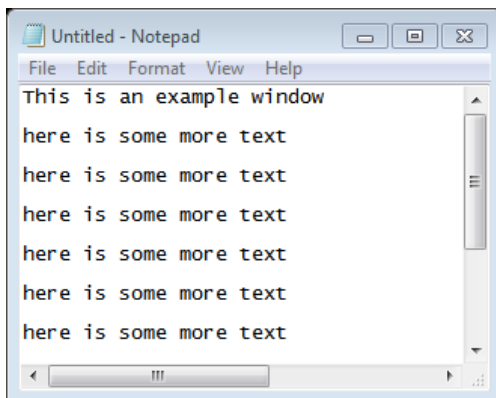 Untitled - Notepad
File Edit Format View Help
This is an example window
here is some more text
here is some more text
here is some more text
here is some more text
here is some more text
here is some more text